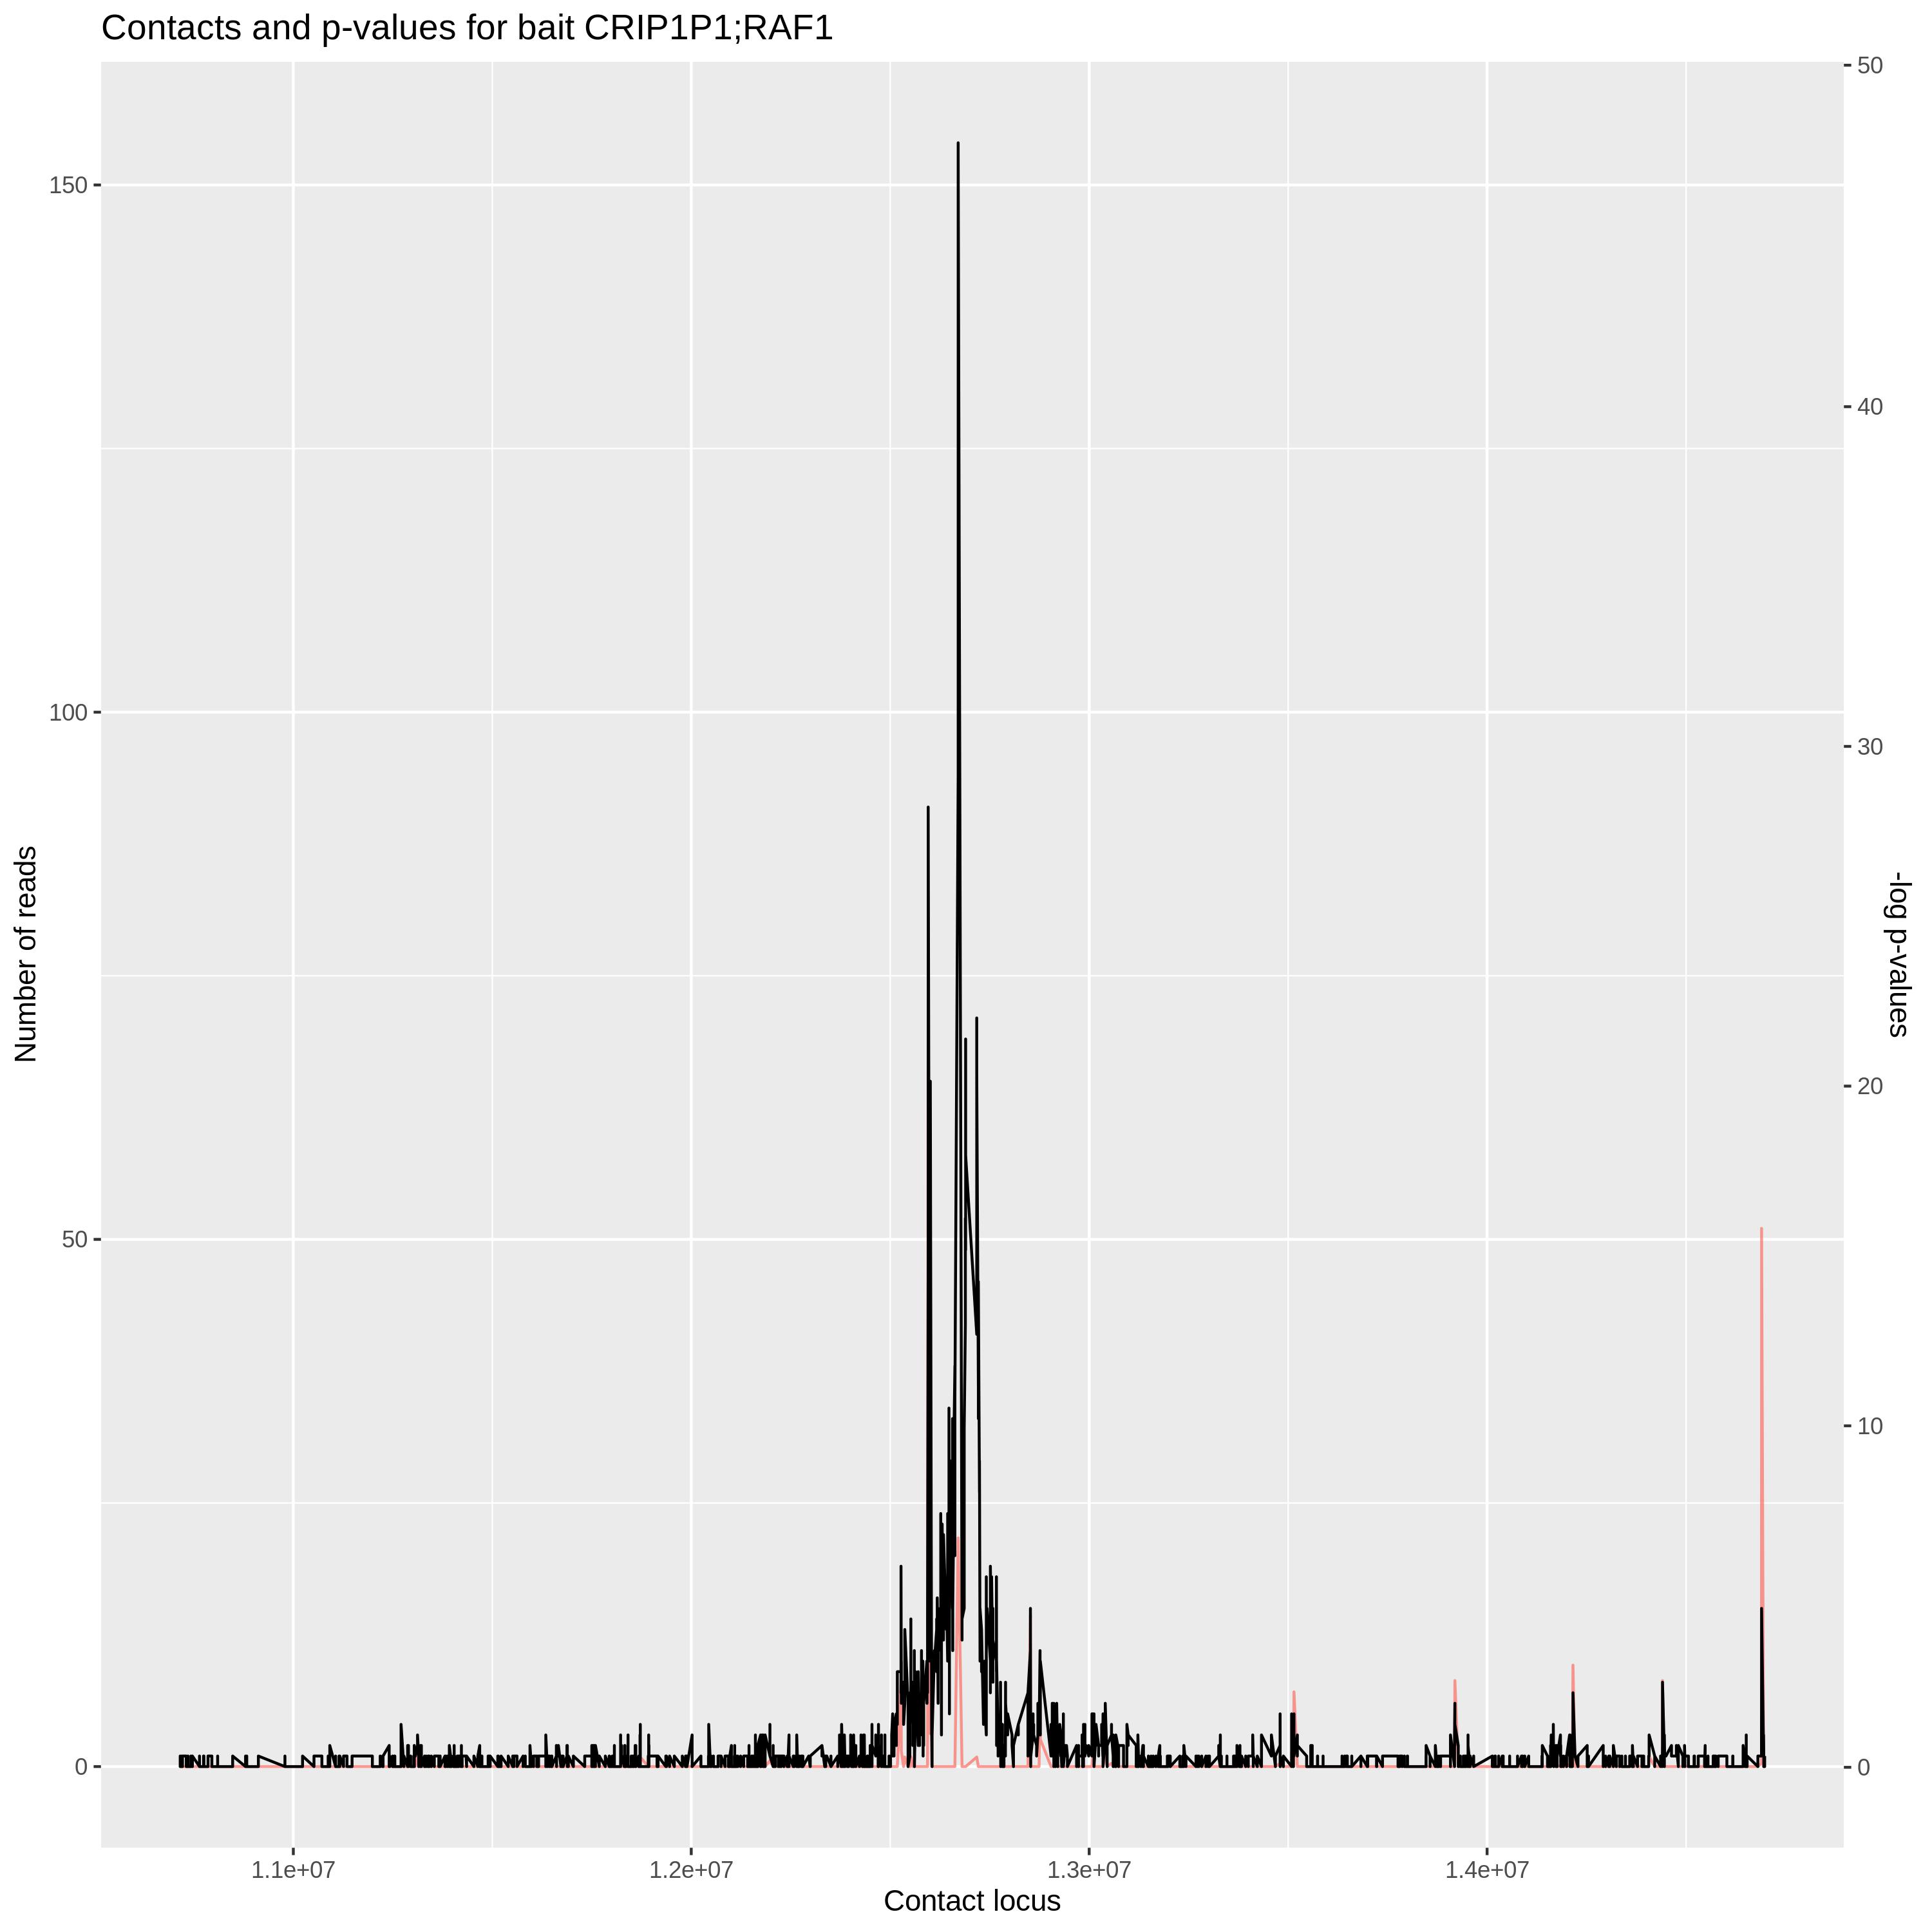 Contacts and p-values for bait CRIP1P1;RAF1
Number of reads
150
100
50
0
50
40
30
20
10
0
-log p-values
1.1e+07
1.2e+07
1.3e+07
1.4e+07
Contact locus